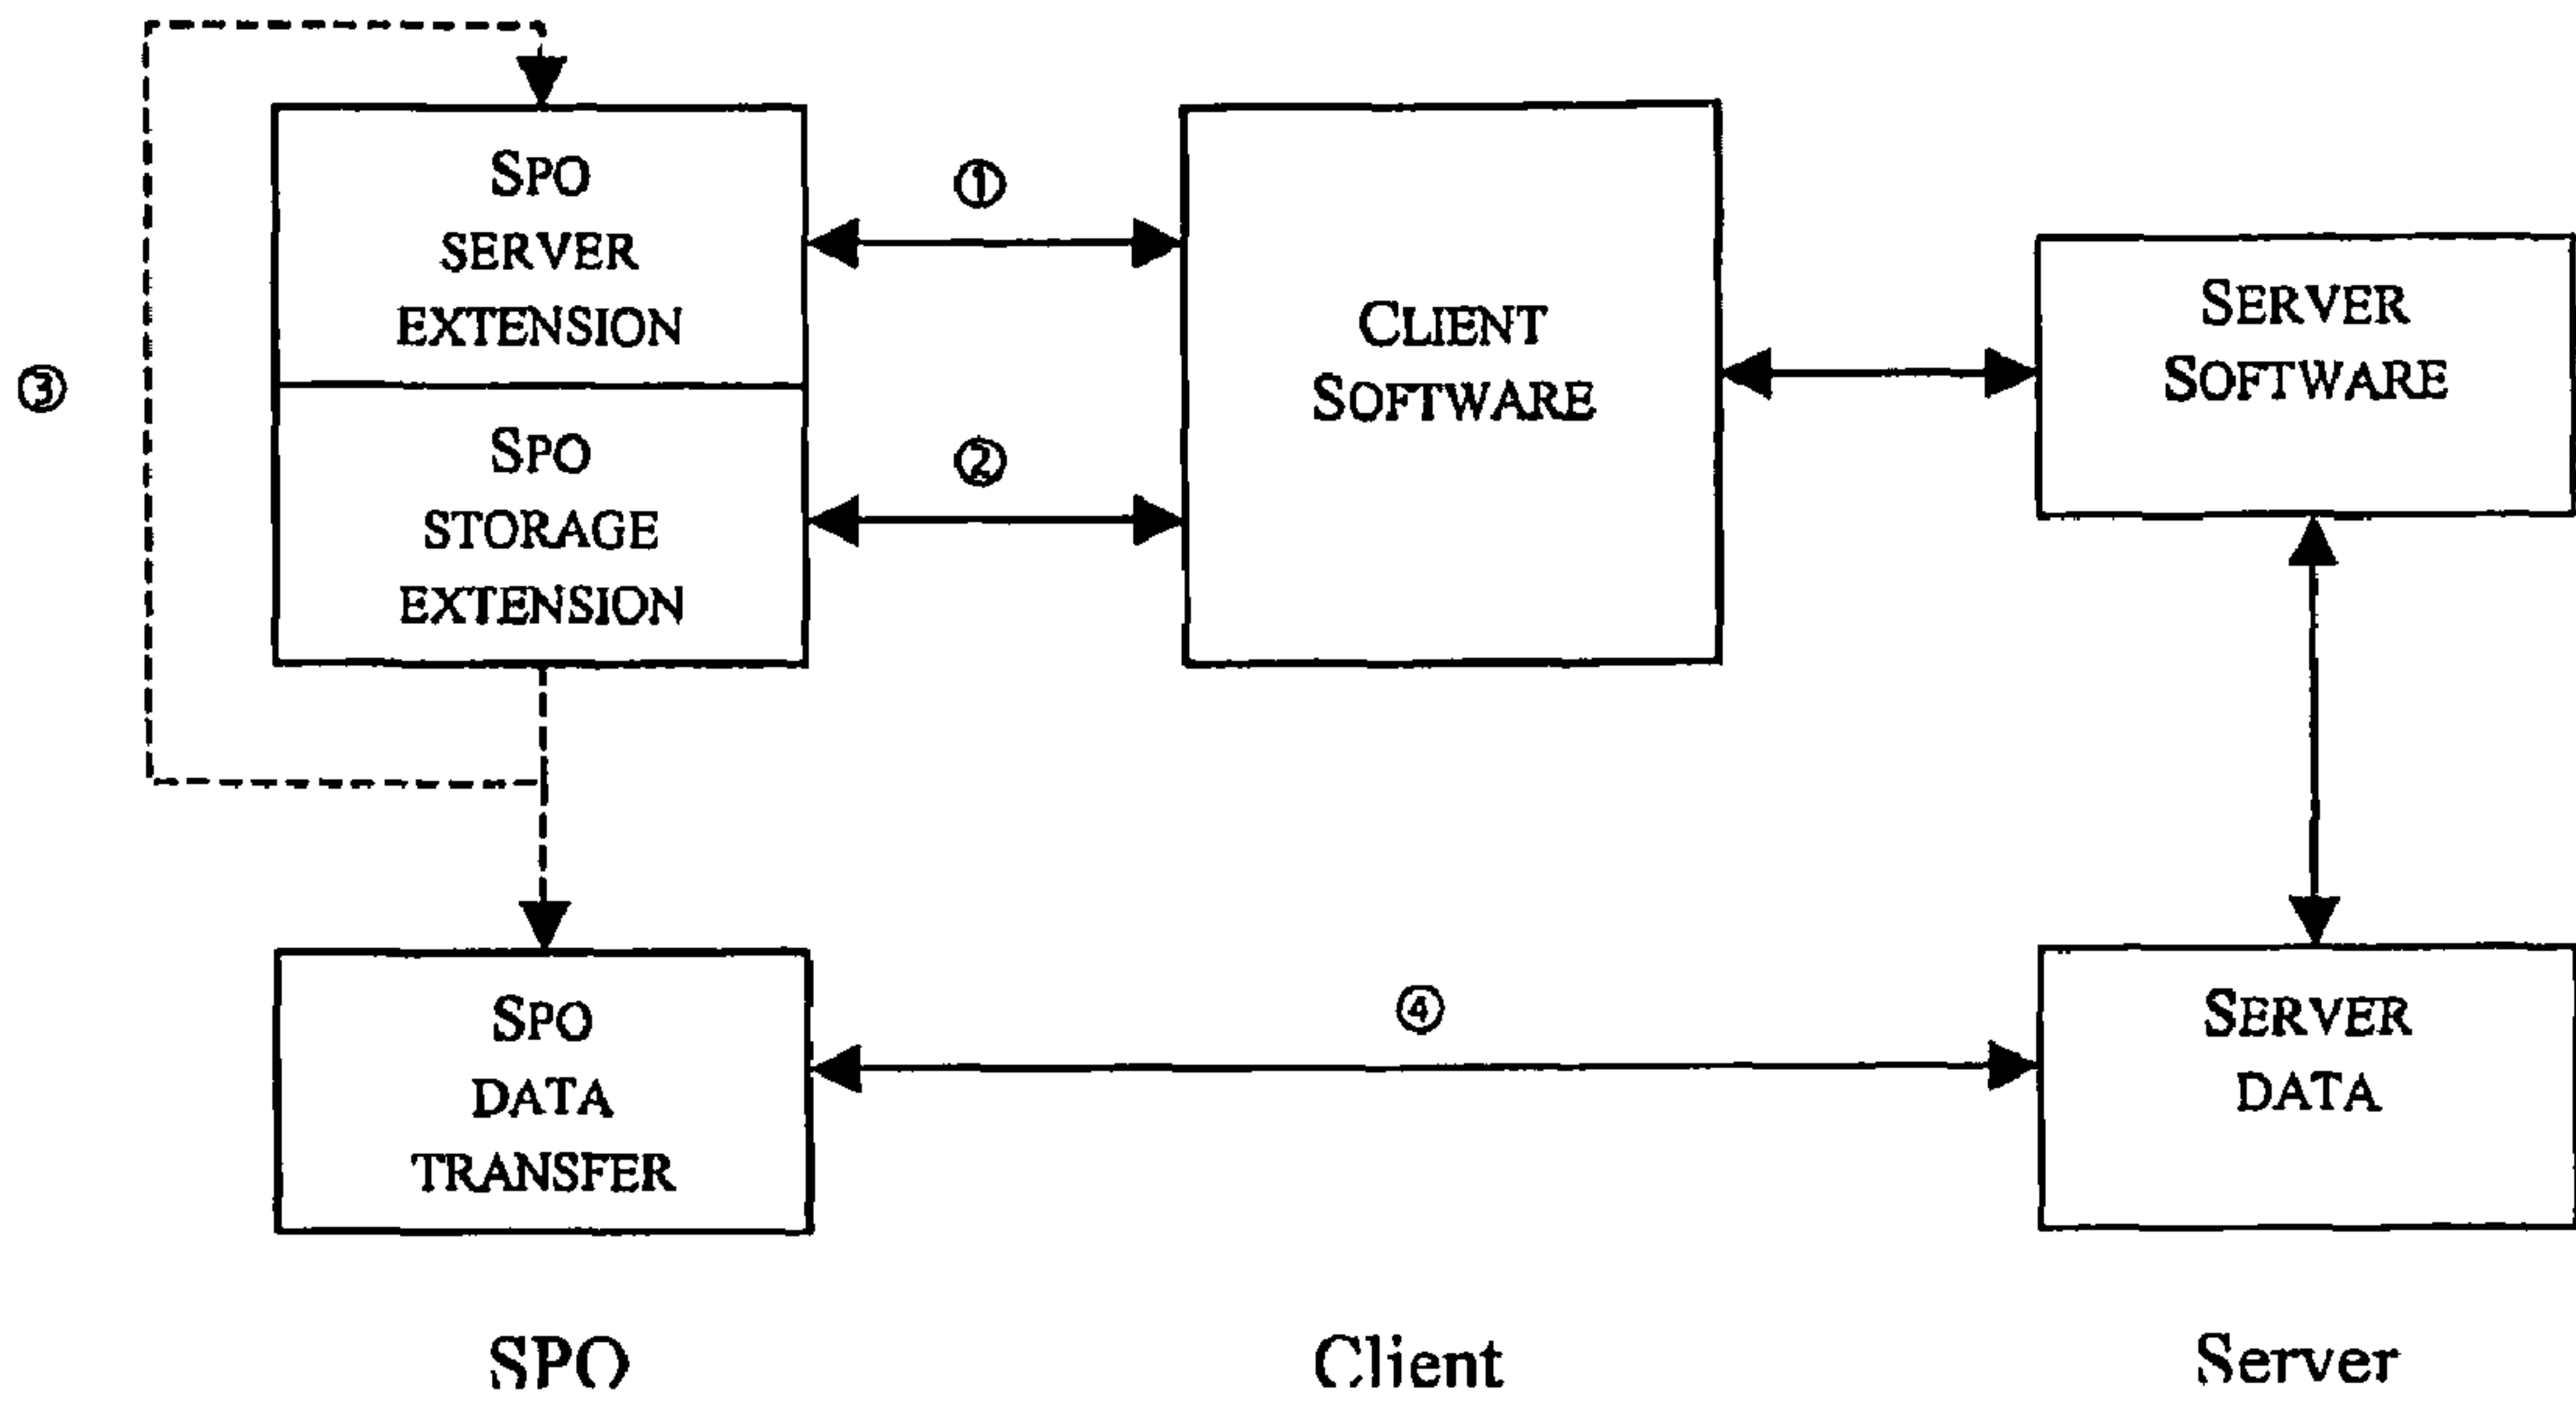 SPO
SERVER
EXTENSION
①
CLIENT
SOFTWARE
SERVER
SOFTWARE
③
SPO
STORAGE
EXTENSION
②
SPO
DATA
TRANSFER
④
SERVER
DATA
SPO
Client
Server